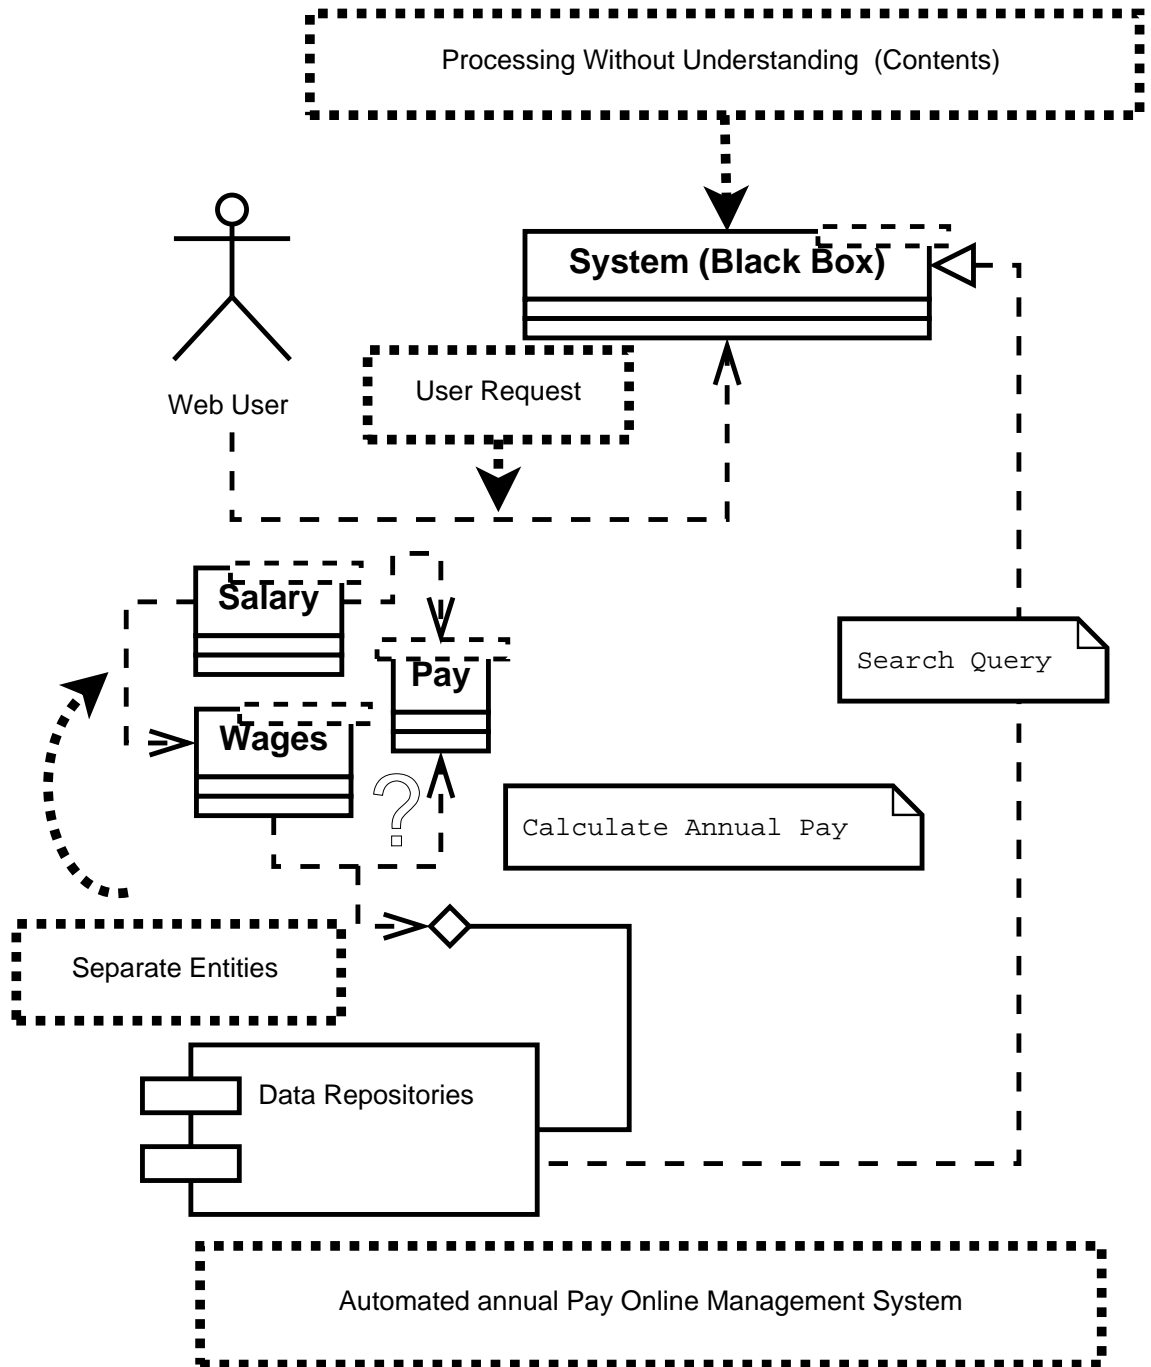 Processing Without Understanding  (Contents)
System (Black Box)
Web User
User Request
Salary
Pay
Wages
?
Search Query
Calculate Annual Pay
Separate Entities
Data Repositories
Automated annual Pay Online Management System